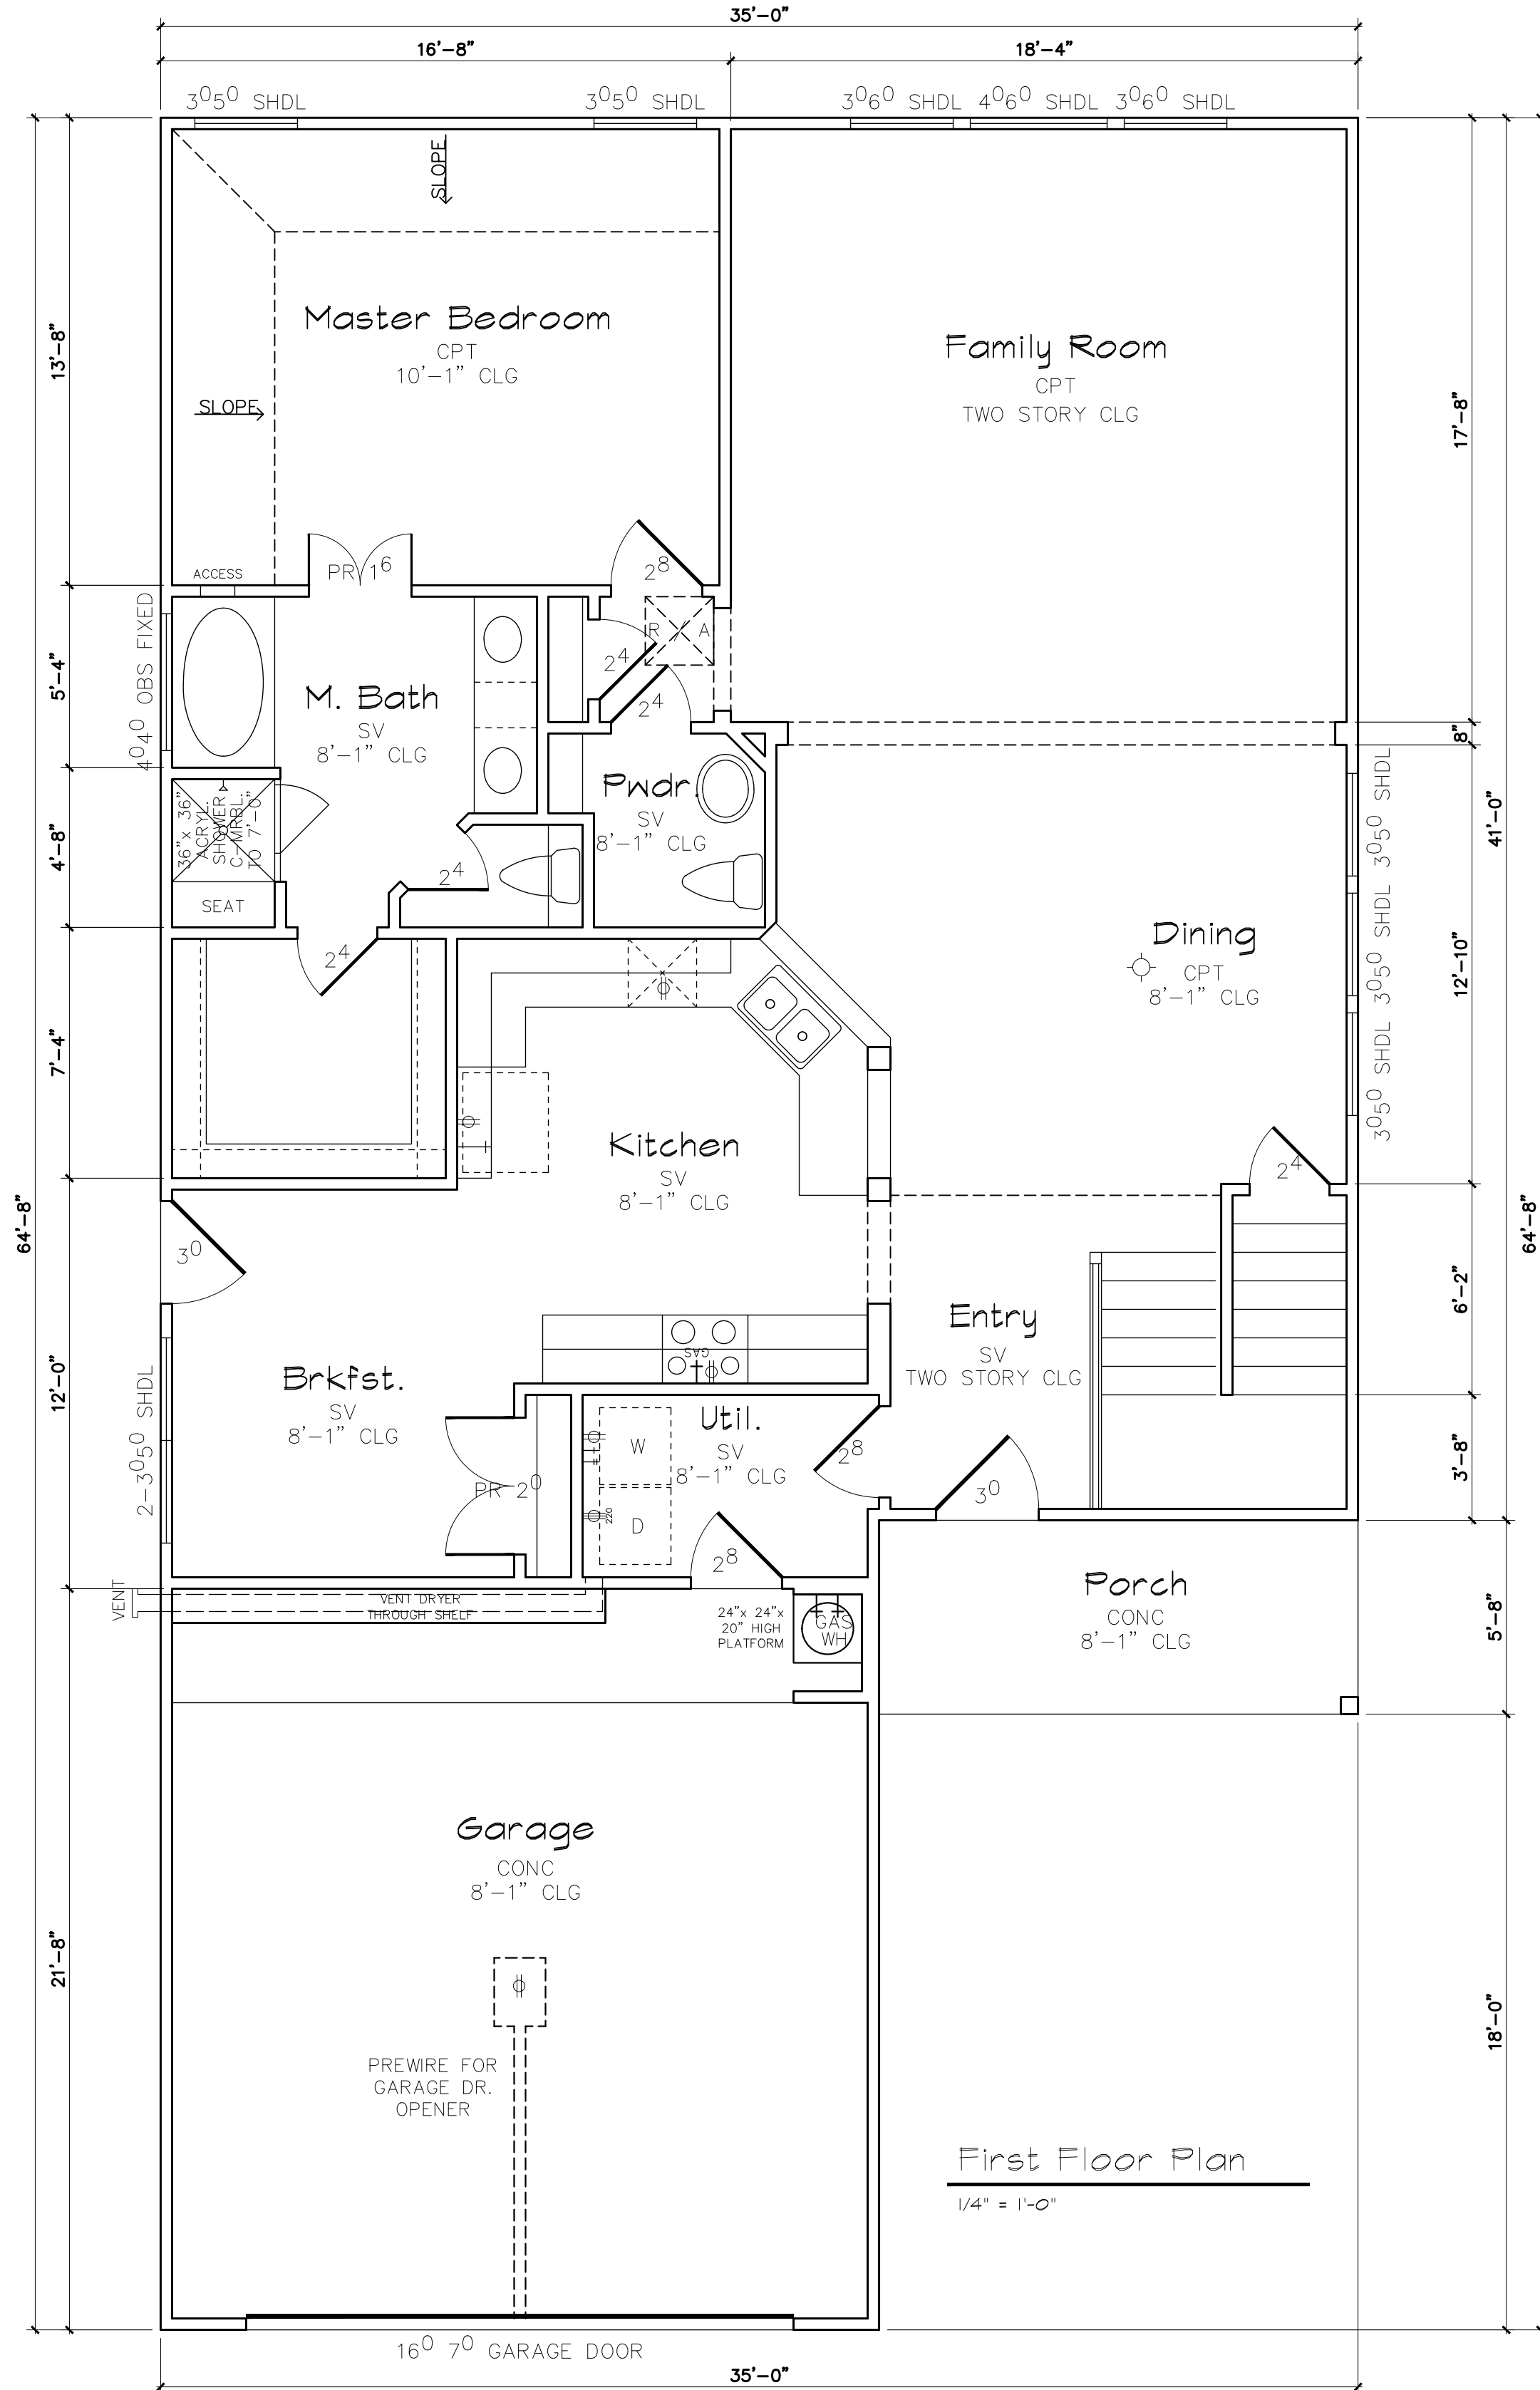 35'-0"
16'-8"
18'-4"
3⁰5⁰ SHDL
3⁰5⁰ SHDL
3⁰6⁰ SHDL
4⁰6⁰ SHDL
3⁰6⁰ SHDL
SLOPE
Master Bedroom
CPT
10'-1" CLG
SLOPE
Family Room
CPT
TWO STORY CLG
13'-8"
17'-8"
ACCESS
PR 1⁶
2⁸
4⁰4⁰ OBS FIXED
R / A
2⁴
2⁴
5'-4"
M. Bath
SV
8'-1" CLG
8"
Pwdr.
SV
8'-1" CLG
36"x 36"
ACRYL.
SHOWER
C-MRBL.
TO 7'-0"
4'-8"
41'-0"
2⁴
SEAT
3⁰5⁰ SHDL
3⁰5⁰ SHDL
3⁰5⁰ SHDL
Dining
CPT
8'-1" CLG
12'-10"
2⁴
7'-4"
Kitchen
SV
8'-1" CLG
2⁴
64'-8"
64'-8"
3⁰
6'-2"
Entry
SV
TWO STORY CLG
GAS
12'-0"
2-3⁰5⁰ SHDL
Brkfst.
SV
8'-1" CLG
Util.
SV
8'-1" CLG
W
2⁸
3'-8"
PR 2⁰
3⁰
220
D
2⁸
VENT
VENT DRYER
THROUGH SHELF
24"x 24"x
20" HIGH
PLATFORM
GAS
WH
Porch
CONC
8'-1" CLG
5'-8"
Garage
CONC
8'-1" CLG
21'-8"
18'-0"
PREWIRE FOR
GARAGE DR.
OPENER
First Floor Plan
1/4" = 1'-0"
16⁰ 7⁰ GARAGE DOOR
35'-0"